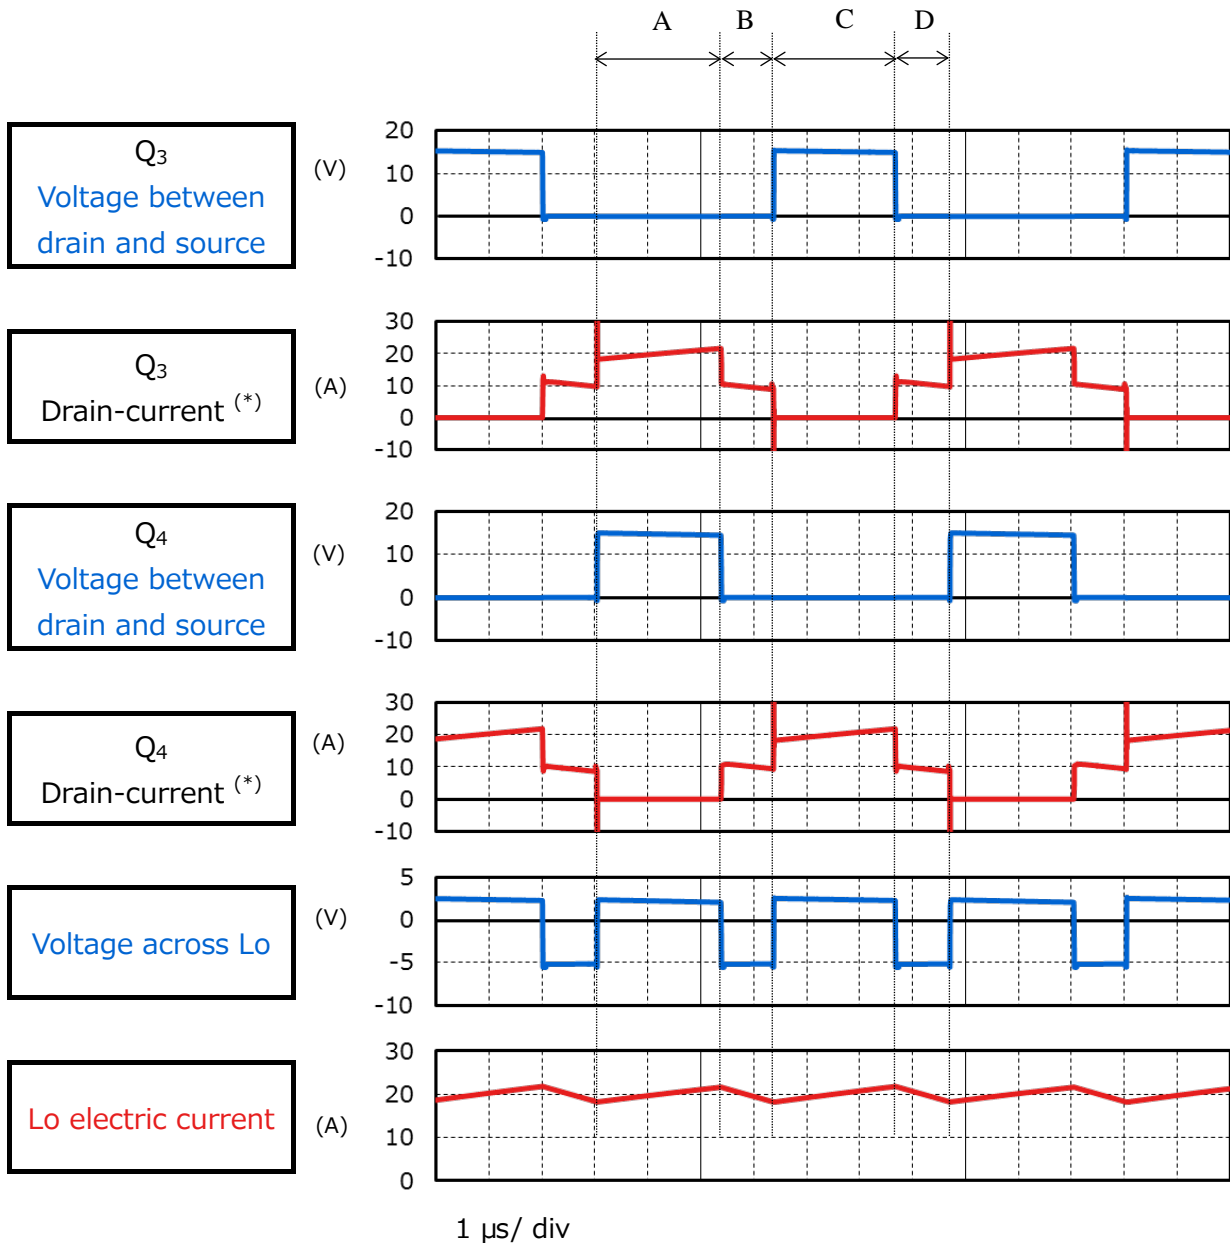 A B C D
Q3
Voltage between
drain and source
(V)
20
10
0
-10
Q3
Drain-current (*)
(A)
30
20
10
0
-10
Q4
Voltage between
drain and source
(V)
20
10
0
-10
Q4
Drain-current (*)
(A)
30
20
10
0
-10
Voltage across Lo
(V)
5
0
-5
-10
Lo electric current
(A)
30
20
10
0
1 μs/ div